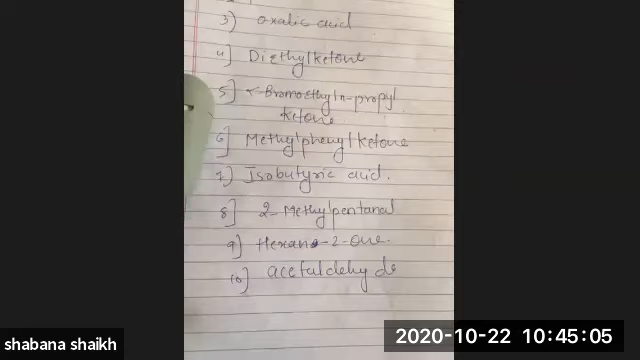 3) oxalic acid
4] Diethylketone
5] ∝-Bromoethyl n-propyl
ketone
6] Methylphenylketone
7) Isobutyric acid.
8] 2-Methylpentanal
9] Hexane-2-one.
10] acetaldehyde
shabana shaikh
2020-10-22 10:45:05